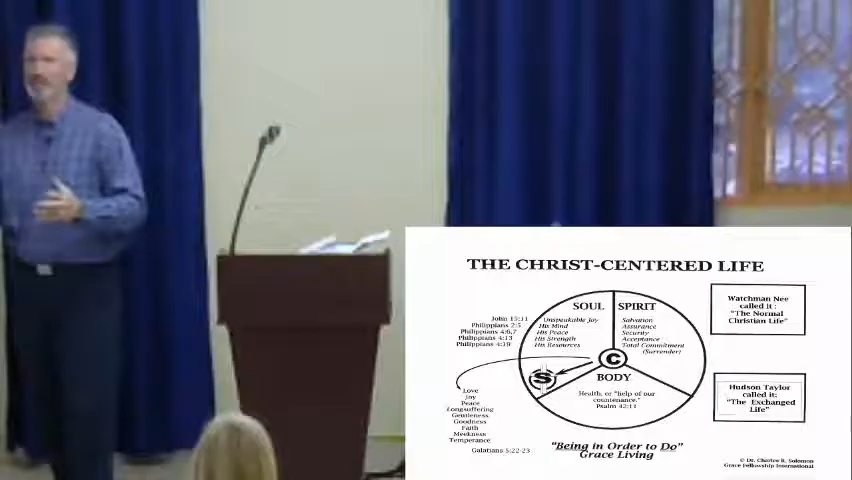 THE CHRIST-CENTERED LIFE
SOUL
SPIRIT
John 15:11
Philippians 2:5
Philippians 4:6,7
Philippians 4:13
Philippians 4:19
Unspeakable Joy
His Mind
His Peace
His Strength
His Resources
Salvation
Assurance
Security
Acceptance
Total Commitment
(Surrender)
C
S
BODY
Health, or "help of our
countenance."
Psalm 42:11
Love
Joy
Peace
Longsuffering
Gentleness
Goodness
Faith
Meekness
Temperance
Galatians 5:22-23
"Being in Order to Do"
Grace Living
Watchman Nee
called it :
"The Normal
Christian Life"
Hudson Taylor
called it:
"The Exchanged
Life"
© Dr. Charles R. Solomon
Grace Fellowship International